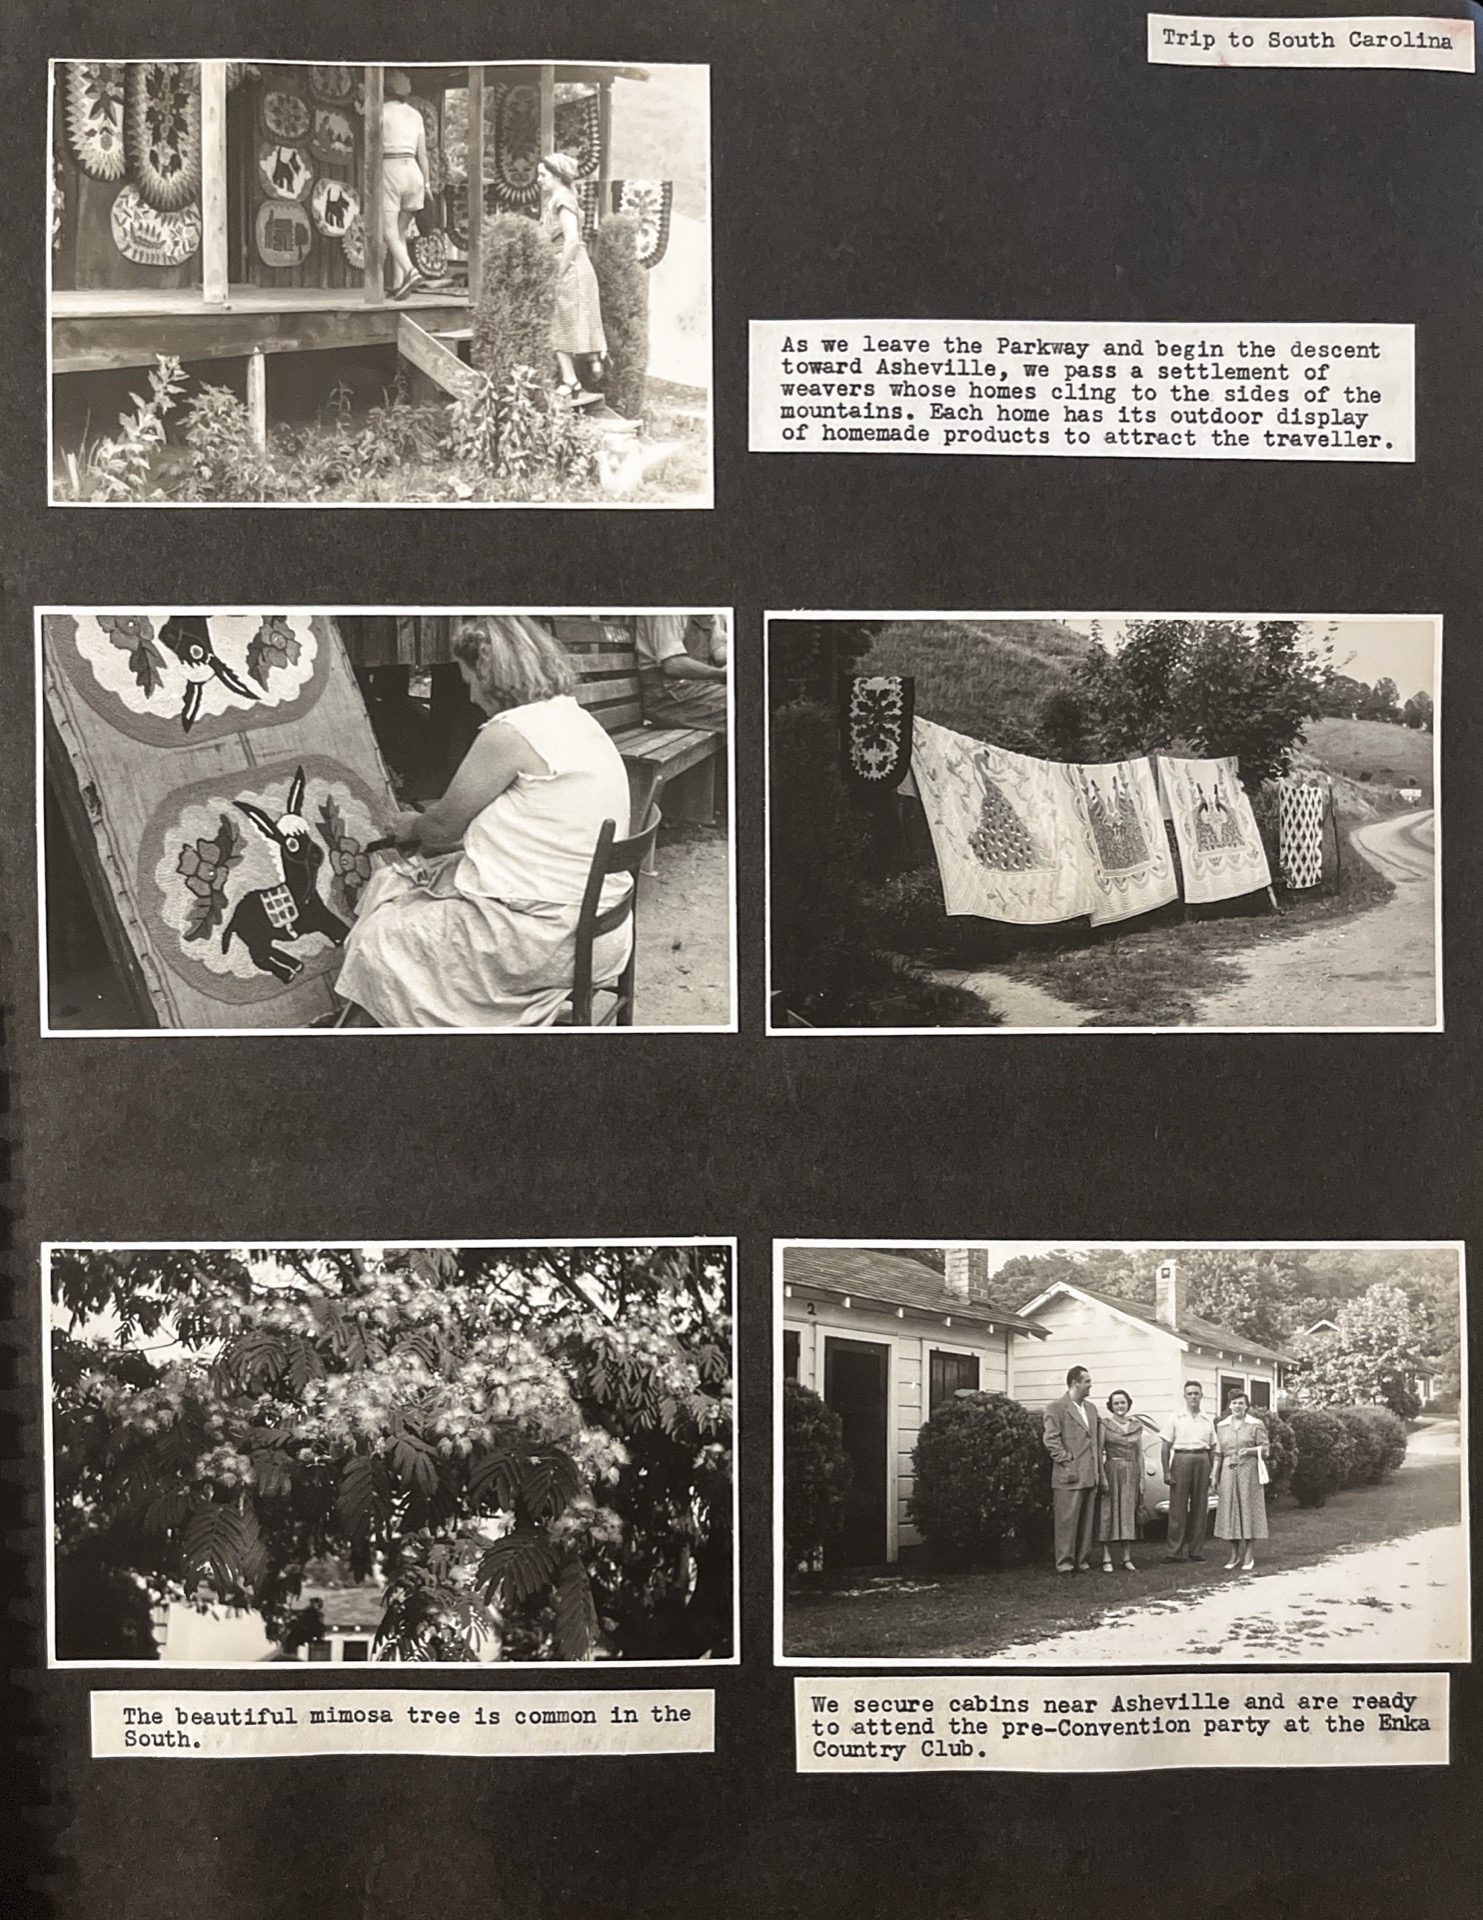 Trip to South Carolina
As we leave the Parkway and begin the descent
toward Asheville, we pass a settlement of
weavers whose homes cling to the sides of the
mountains. Each home has its outdoor display
of homemade products to attract the traveller.
2
The beautiful mimosa tree is common in the
South.
We secure cabins near Asheville and are ready
to attend the pre-Convention party at the Enka
Country Club.